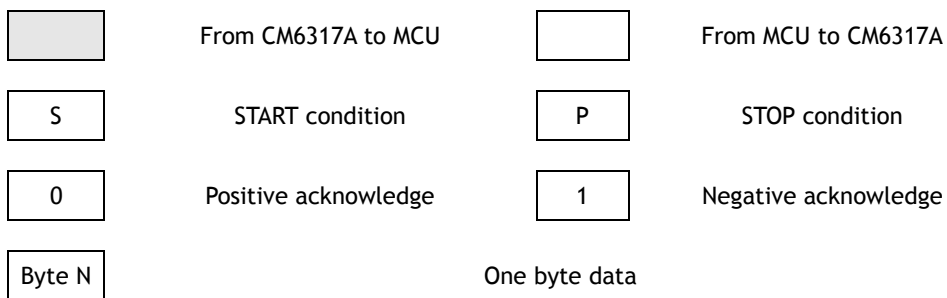 From CM6317A to MCU From MCU to CM6317A
S START condition P STOP condition
0 Positive acknowledge 1 Negative acknowledge
Byte N One byte data